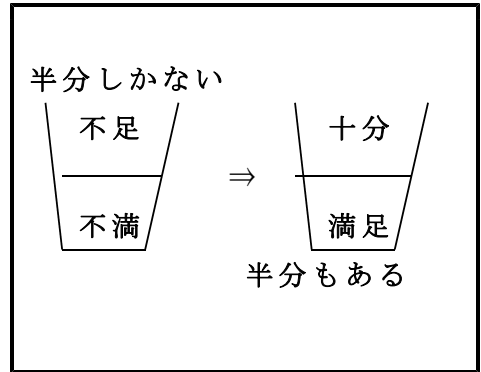 半分しかない
不足
不満
⇒
十分
満足
半分もある